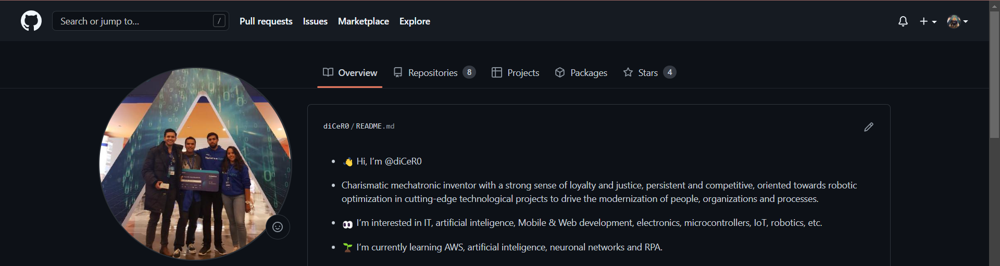 Search or jump to... /
Pull requests Issues Marketplace Explore
Overview Repositories 8 Projects Packages Stars 4
diCeR0/README.md
👋 Hi, I'm @diCeR0
Charismatic mechatronic inventor with a strong sense of loyalty and justice, persistent and competitive, oriented towards robotic
optimization in cutting-edge technological projects to drive the modernization of people, organizations and processes.
👀 I'm interested in IT, artificial inteligence, Mobile & Web development, electronics, microcontrollers, IoT, robotics, etc.
🌱 I'm currently learning AWS, artificial inteligence, neuronal networks and RPA.